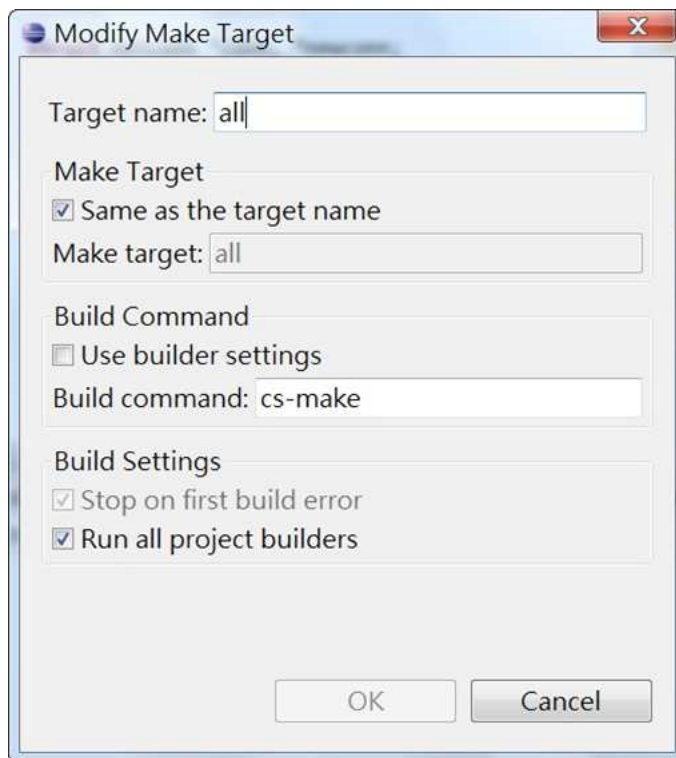 Modify Make Target
Target name: all
Make Target
Same as the target name
Make target: all
Build Command
Use builder settings
Build command: cs-make
Build Settings
Stop on first build error
Run all project builders
OK Cancel